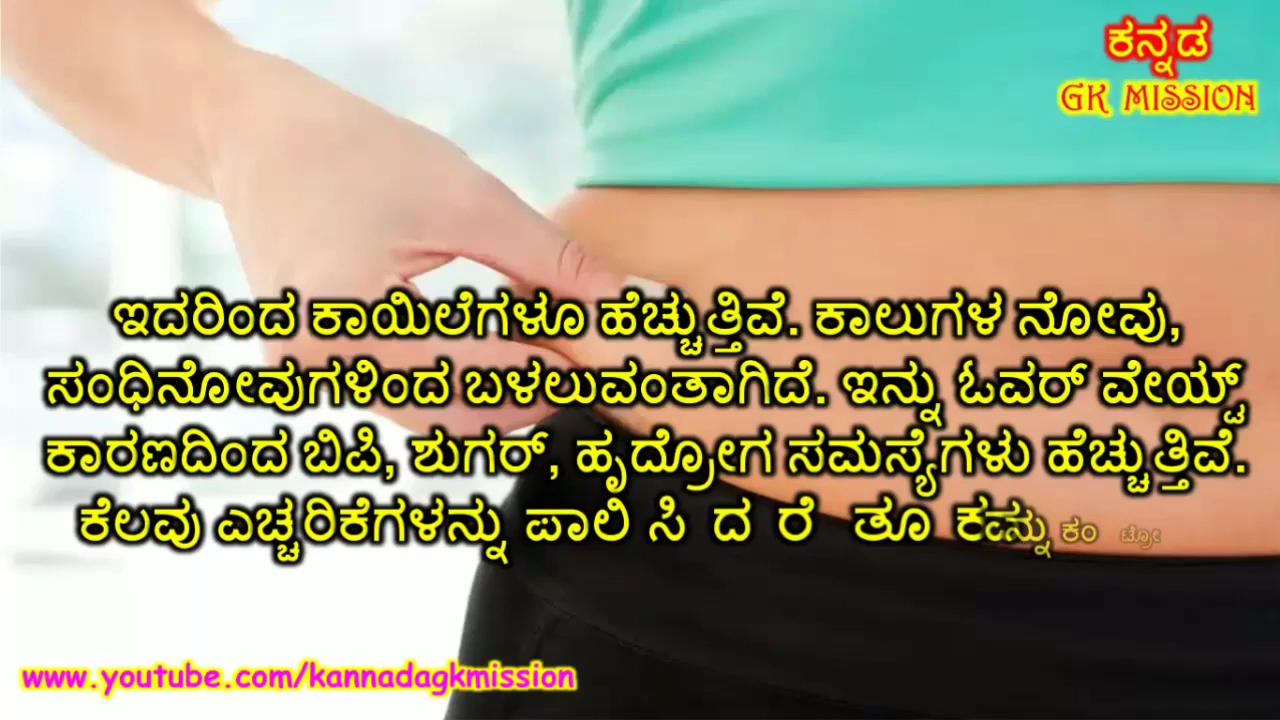 ಕನ್ನಡ
GK MISSION
ಇದರಿಂದ ಕಾಯಿಲೆಗಳೂ ಹೆಚ್ಚುತ್ತಿವೆ. ಕಾಲುಗಳ ನೋವು,
ಸಂಧಿನೋವುಗಳಿಂದ ಬಳಲುವಂತಾಗಿದೆ. ಇನ್ನು ಓವರ್ ವೇಯ್ಟ್
ಕಾರಣದಿಂದ ಬಿಪಿ, ಶುಗರ್, ಹೃದ್ರೋಗ ಸಮಸ್ಯೆಗಳು ಹೆಚ್ಚುತ್ತಿವೆ.
ಕೆಲವು ಎಚ್ಚರಿಕೆಗಳನ್ನು ಪಾಲಿಸಿದರೆ
www.youtube.com/kannadagkmission